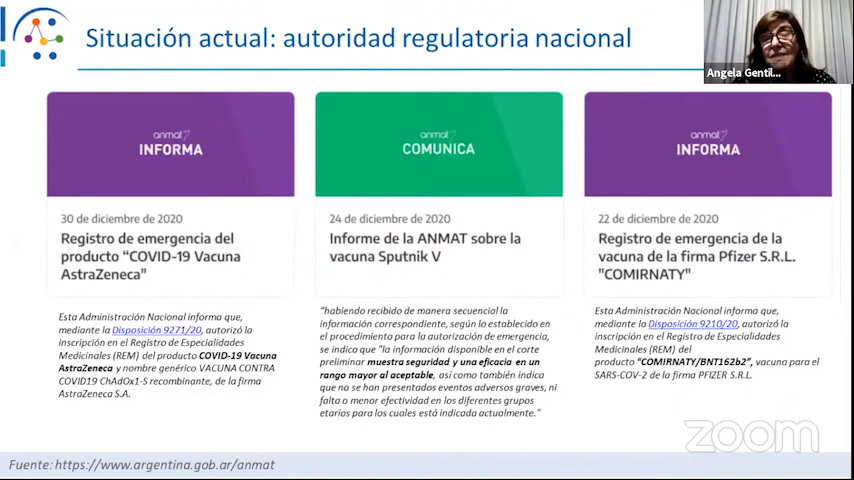 Situación actual: autoridad regulatoria nacional
Angela Gentil...
anmat
INFORMA
30 de diciembre de 2020
Registro de emergencia del
producto “COVID-19 Vacuna
AstraZeneca"
Esta Administración Nacional informa que,
mediante la Disposición 9271/20, autorizó la
inscripción en el Registro de Especialidades
Medicinales (REM) del producto COVID-19 Vacuna
AstraZeneca y nombre genérico VACUNA CONTRA
COVID19 ChAdOx1-S recombinante, de la firma
AstraZeneca S.A.
anmat
COMUNICA
24 de diciembre de 2020
Informe de la ANMAT sobre la
vacuna Sputnik V
“habiendo recibido de manera secuencial la
información correspondiente, según lo establecido en
el procedimiento para la autorización de emergencia,
se indica que "la información disponible en el corte
preliminar muestra seguridad y una eficacia en un
rango mayor al aceptable, así como también indica
que no se han presentados eventos adversos graves, ni
falta o menor efectividad en los diferentes grupos
etarios para los cuales está indicada actualmente.”
anmat
INFORMA
22 de diciembre de 2020
Registro de emergencia de la
vacuna de la firma Pfizer S.R.L.
"COMIRNATY"
Esta Administración Nacional informa que,
mediante la Disposición 9210/20, autorizó la
inscripción en el Registro de Especialidades
Medicinales (REM) del
producto “COMIRNATY/BNT162b2”, vacuna para el
SARS-COV-2 de la firma PFIZER S.R.L.
zoom
Fuente: https://www.argentina.gob.ar/anmat